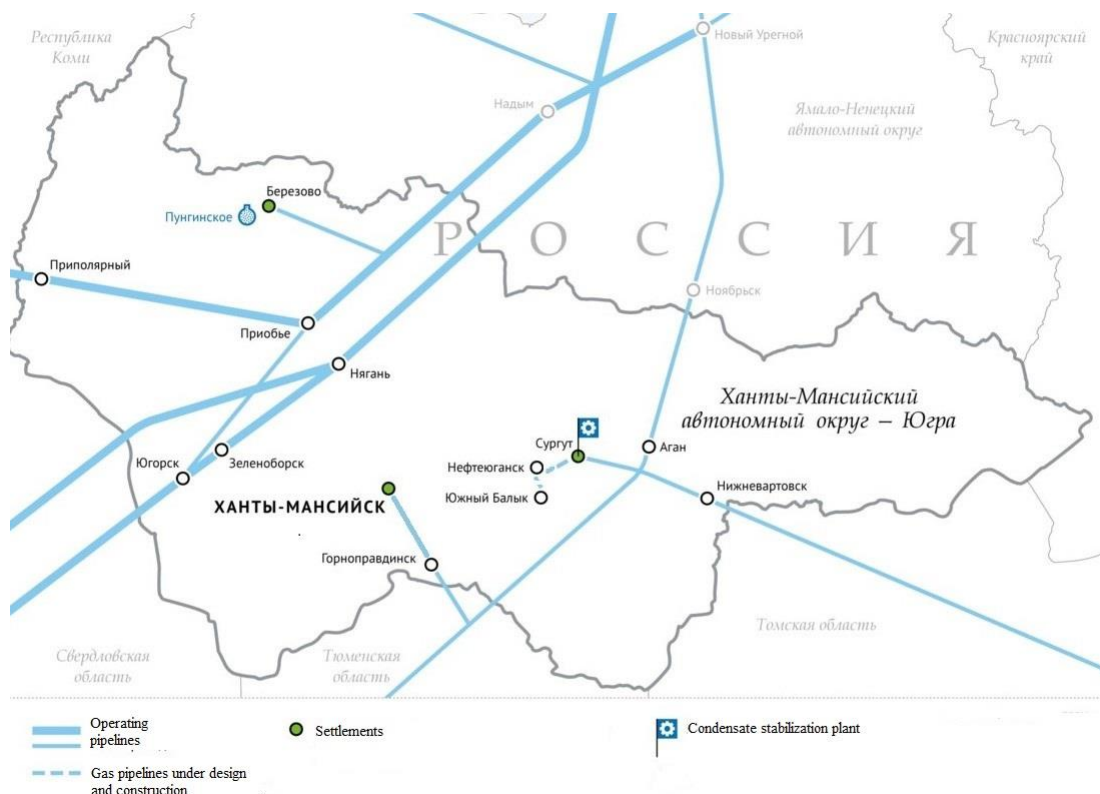 Республика
Коми
Красноярский
край
Новый Уренгой
Надым
Ямало-Ненецкий
автономный округ
Березово
Пунгинское
РОССИЯ
Приполярный
Ноябрьск
Приобье
Нягань
Ханты-Мансийский
автономный округ – Югра
Сургут
Аган
Югорск
Зеленоборск
Нефтеюганск
Нижневартовск
Южный Балык
ХАНТЫ-МАНСИЙСК
Горноправдинск
Томская область
Свердловская
область
Тюменская
область
Operating
pipelines
Settlements
Condensate stabilization plant
Gas pipelines under design
and construction